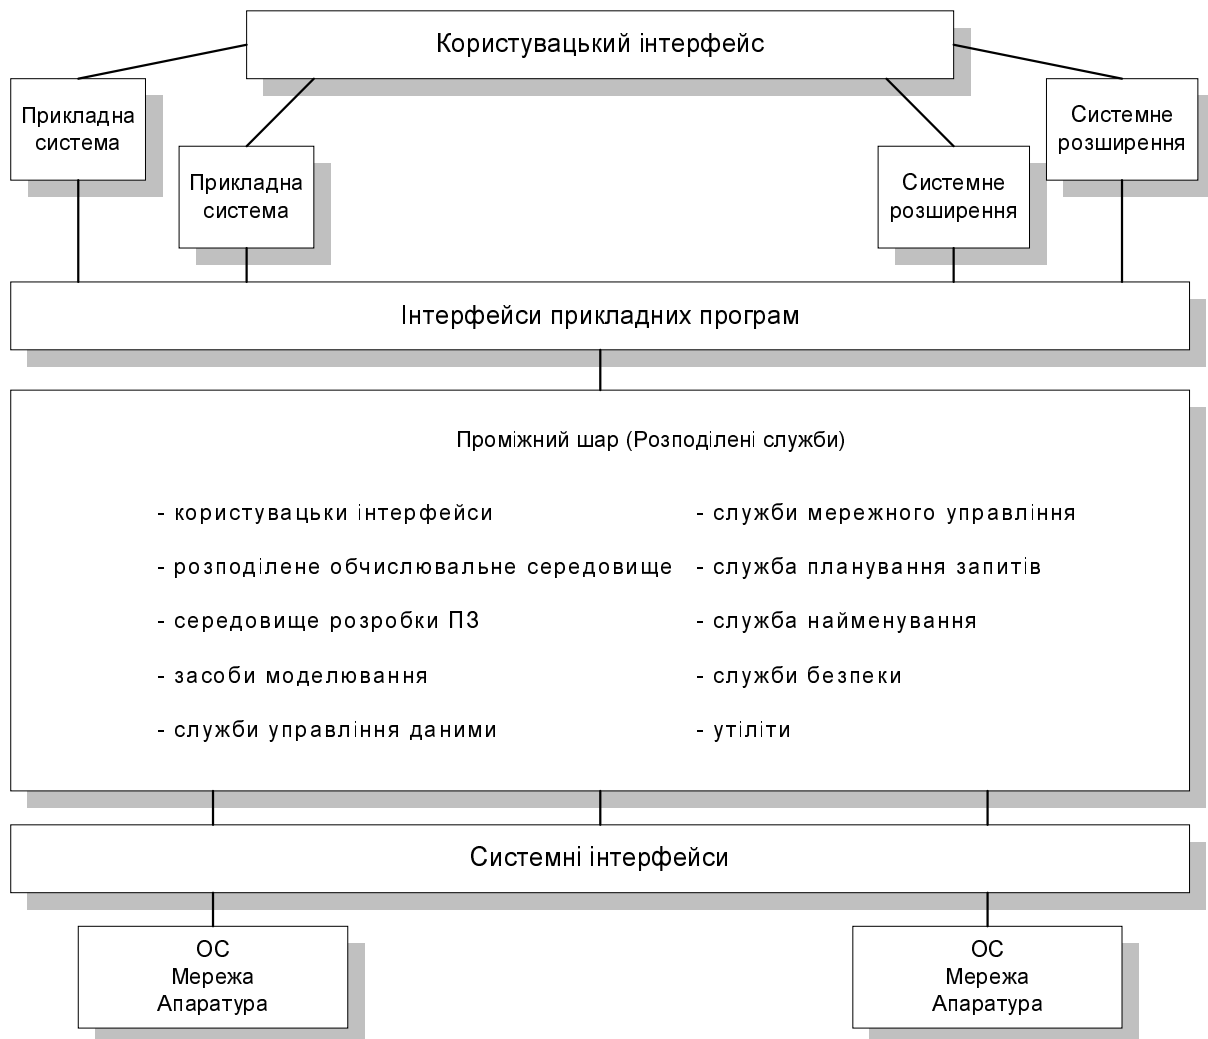 Користувацький інтерфейс
Прикладна
система
Прикладна
система
Системне
розширення
Системне
розширення
Інтерфейси прикладних програм
Проміжний шар (Розподілені служби)
- користувацьки інтерфейси
- розподілене обчислювальне середовище
- середовище розробки ПЗ
- засоби моделювання
- служби управління даними
- служби мережного управління
- служба планування запитів
- служба найменування
- служби безпеки
- утіліти
Системні інтерфейси
ОС
Мережа
Апаратура
ОС
Мережа
Апаратура